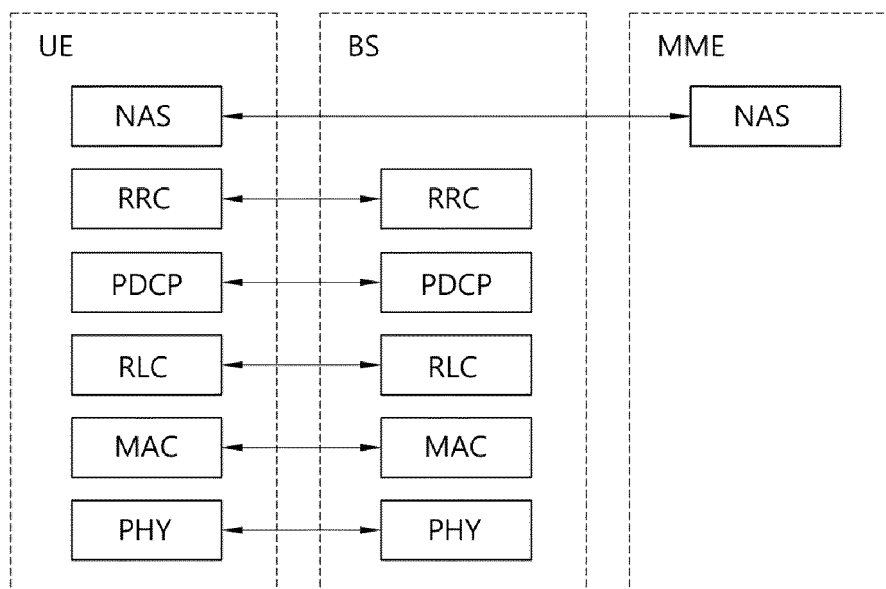 UE BS MME
NAS NAS
RRC RRC
PDCP PDCP
RLC RLC
MAC MAC
PHY PHY